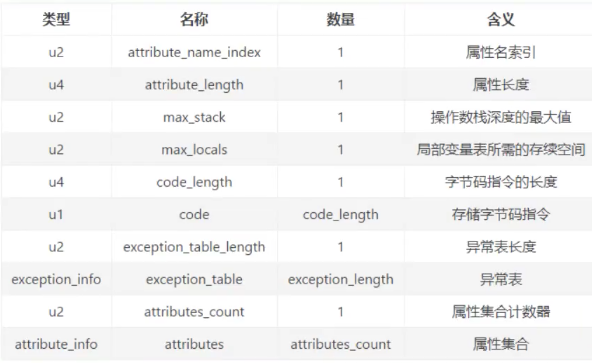 类型 名称 数量 含义
u2 attribute_name_index 1 属性名索引
u4 attribute_length 1 属性长度
u2 max_stack 1 操作数栈深度的最大值
u2 max_locals 1 局部变量表所需的存续空间
u4 code_length 1 字节码指令的长度
u1 code code_length 存储字节码指令
u2 exception_table_length 1 异常表长度
exception_info exception_table exception_length 异常表
u2 attributes_count 1 属性集合计数器
attribute_info attributes attributes_count 属性集合